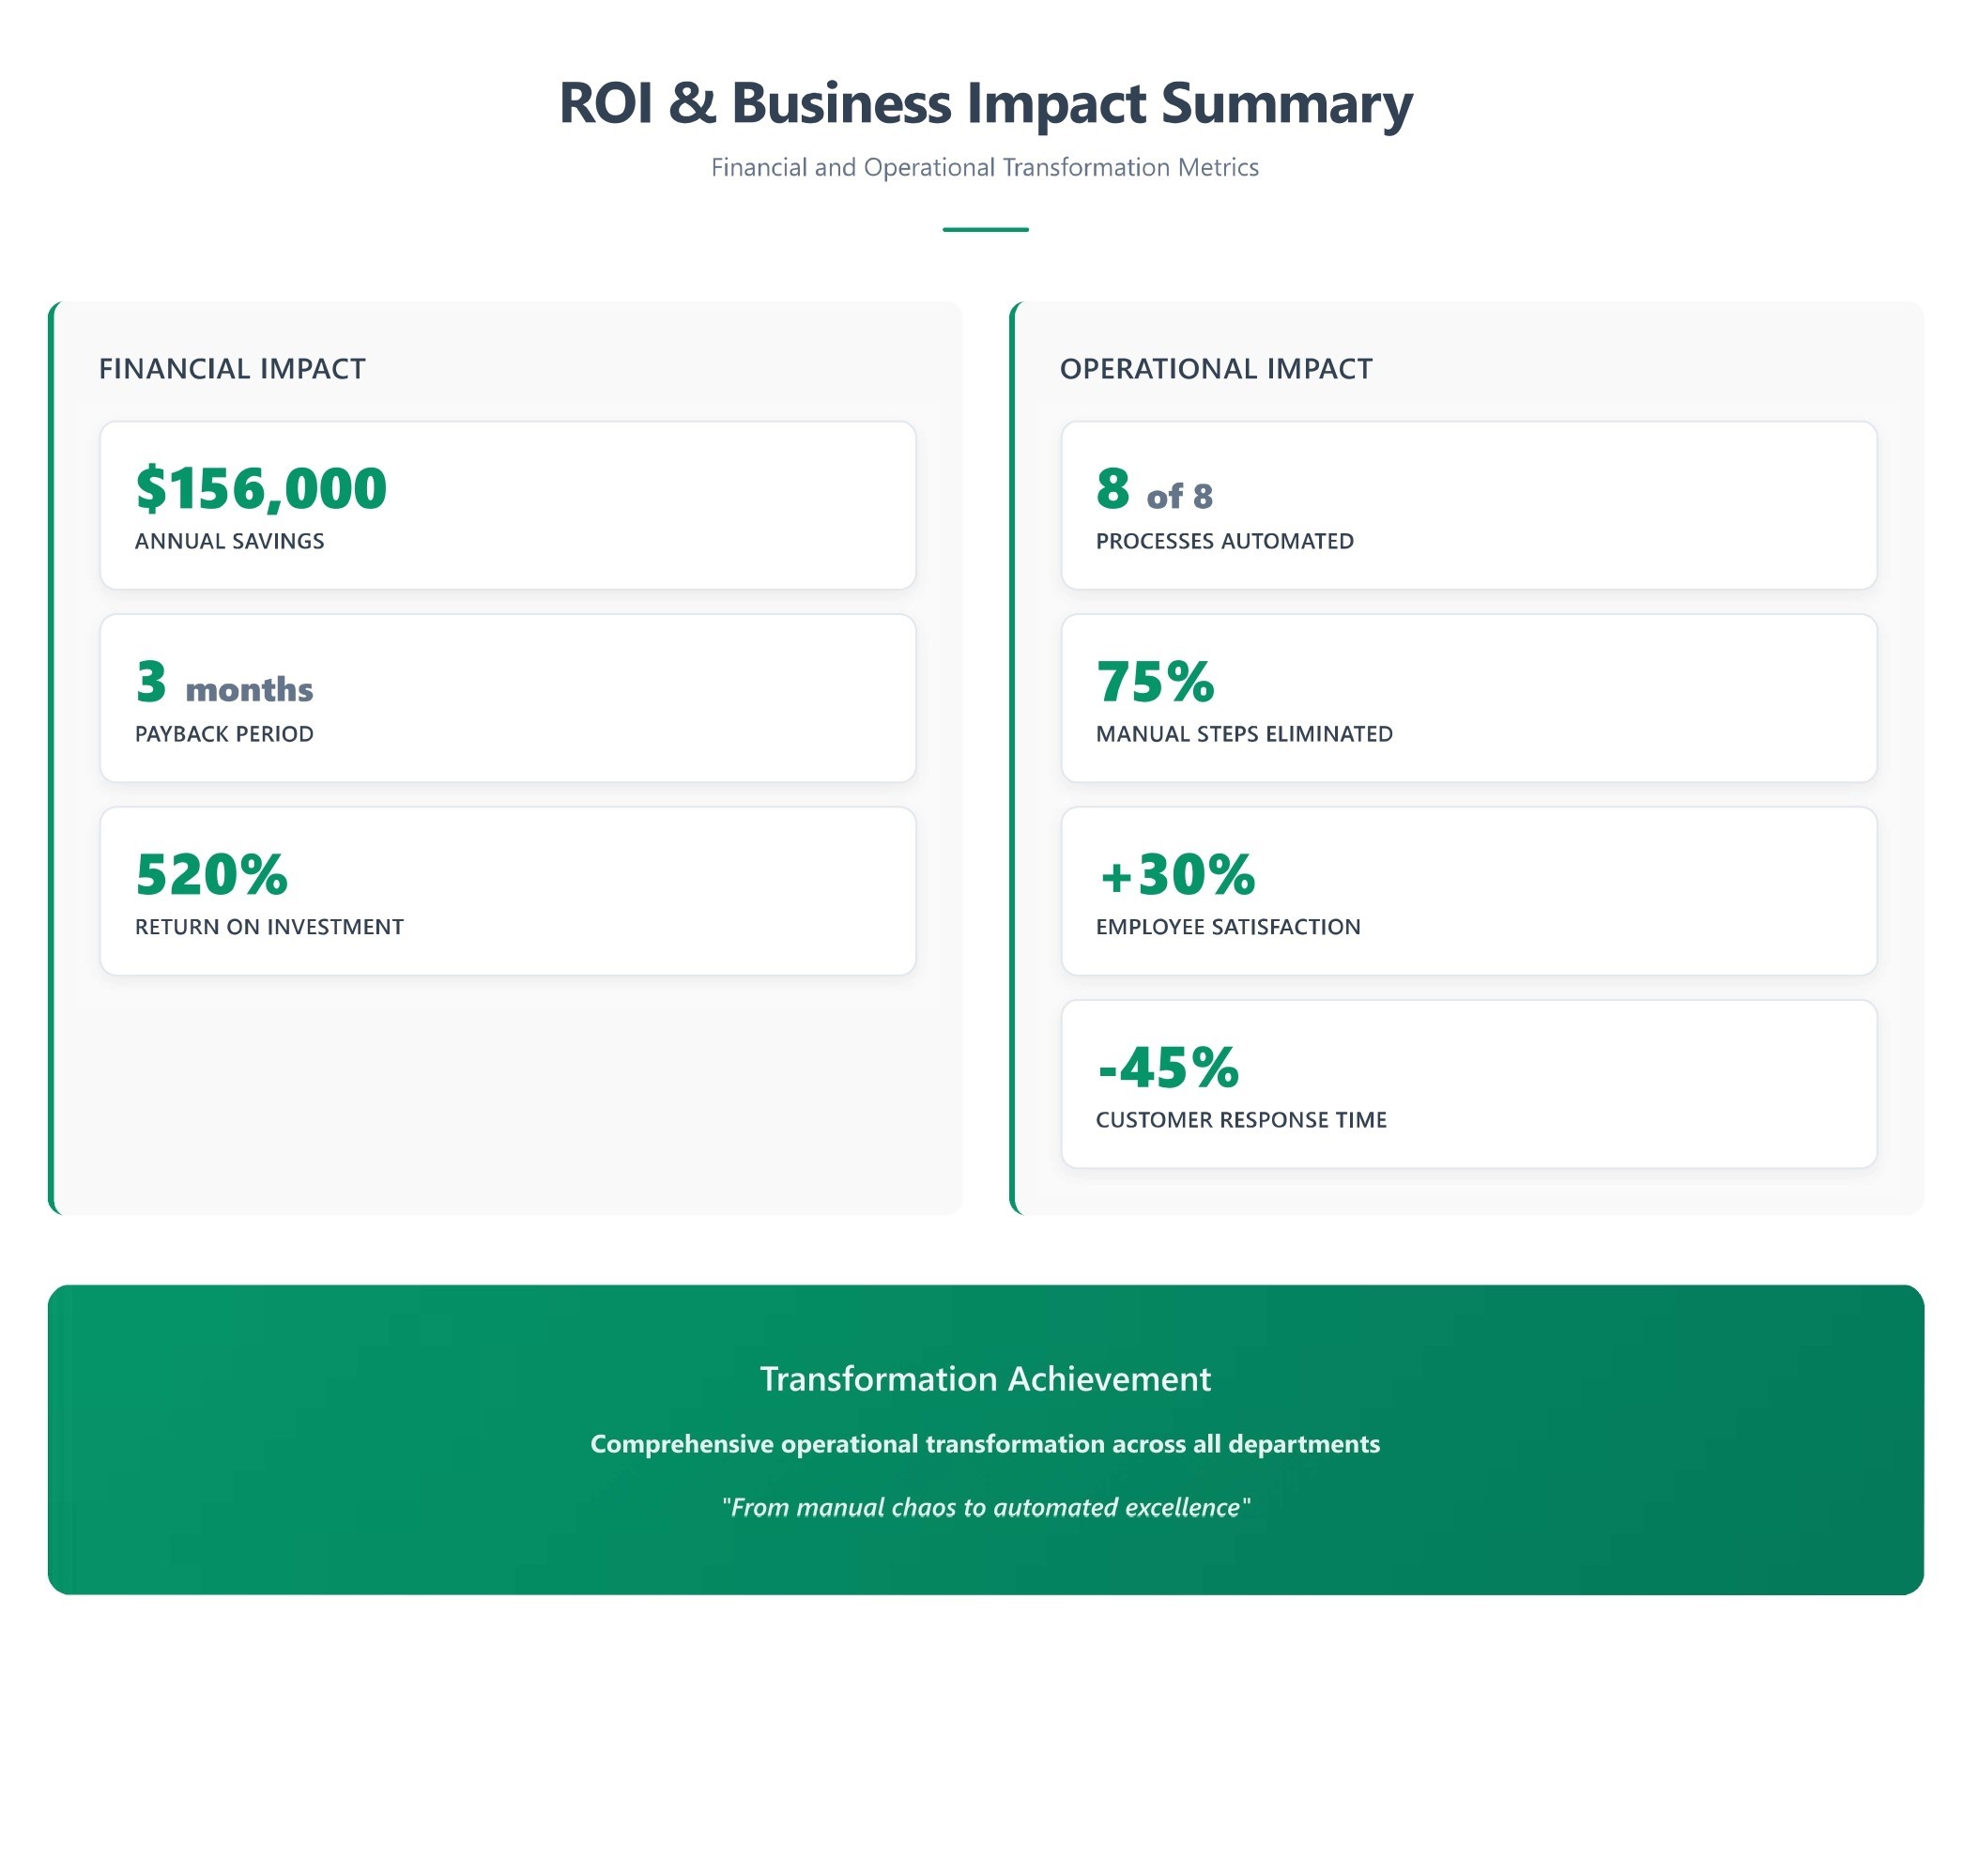 ROI & Business Impact Summary
Financial and Operational Transformation Metrics
FINANCIAL IMPACT
$156,000
ANNUAL SAVINGS
3 months
PAYBACK PERIOD
520%
RETURN ON INVESTMENT
OPERATIONAL IMPACT
8 of 8
PROCESSES AUTOMATED
75%
MANUAL STEPS ELIMINATED
+30%
EMPLOYEE SATISFACTION
-45%
CUSTOMER RESPONSE TIME
Transformation Achievement
Comprehensive operational transformation across all departments
"From manual chaos to automated excellence"